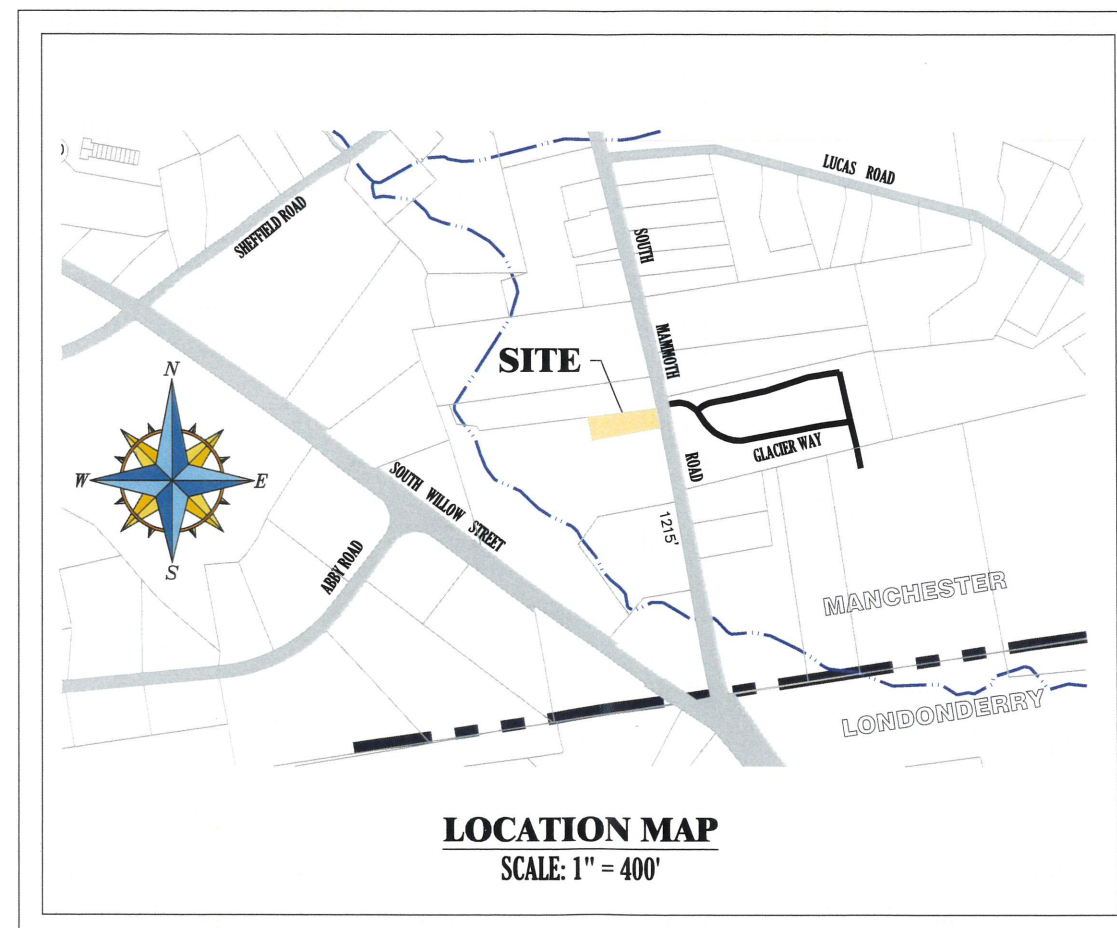 LUCAS ROAD
SHEFFIELD ROAD
SOUTH
MAMMOTH
ROAD
SITE
N
W
E
S
GLACIER WAY
SOUTH WILLOW STREET
1215'
ABBY ROAD
MANCHESTER
LONDONDERRY
LOCATION MAP
SCALE: 1" = 400'